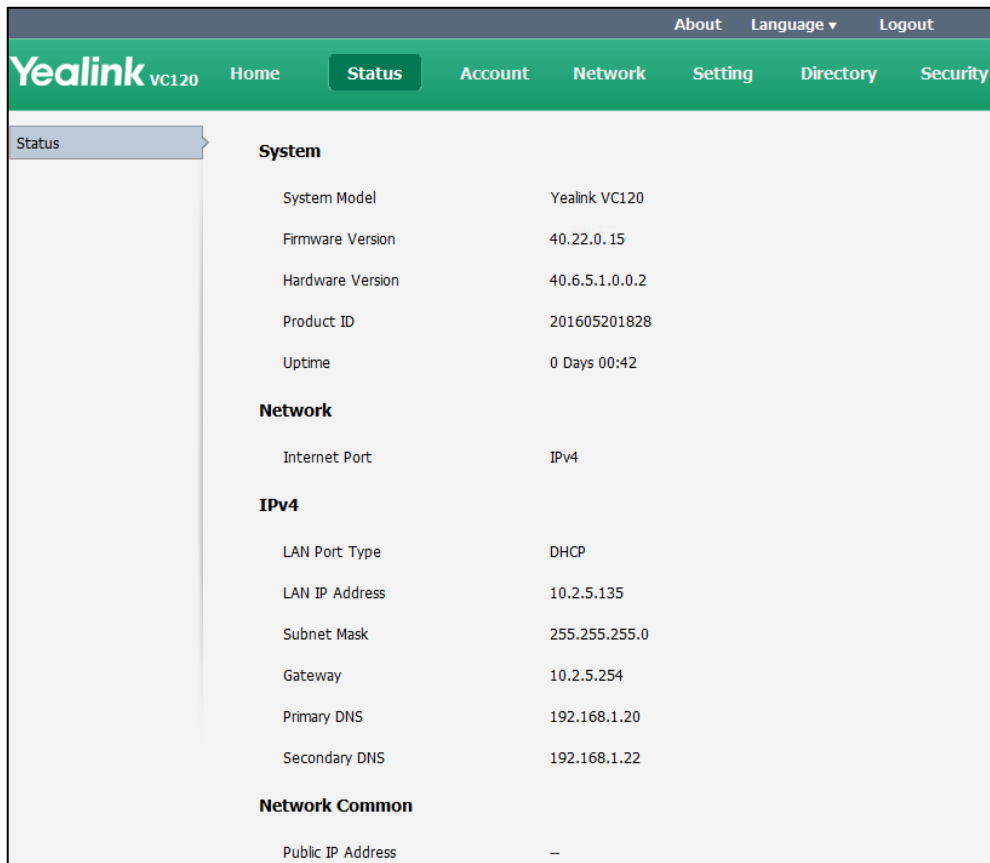 About Language ▾ Logout
Yealink VC120 Home Status Account Network Setting Directory Security
Status
System
System Model Yealink VC120
Firmware Version 40.22.0.15
Hardware Version 40.6.5.1.0.0.2
Product ID 201605201828
Uptime 0 Days 00:42
Network
Internet Port IPv4
IPv4
LAN Port Type DHCP
LAN IP Address 10.2.5.135
Subnet Mask 255.255.255.0
Gateway 10.2.5.254
Primary DNS 192.168.1.20
Secondary DNS 192.168.1.22
Network Common
Public IP Address --